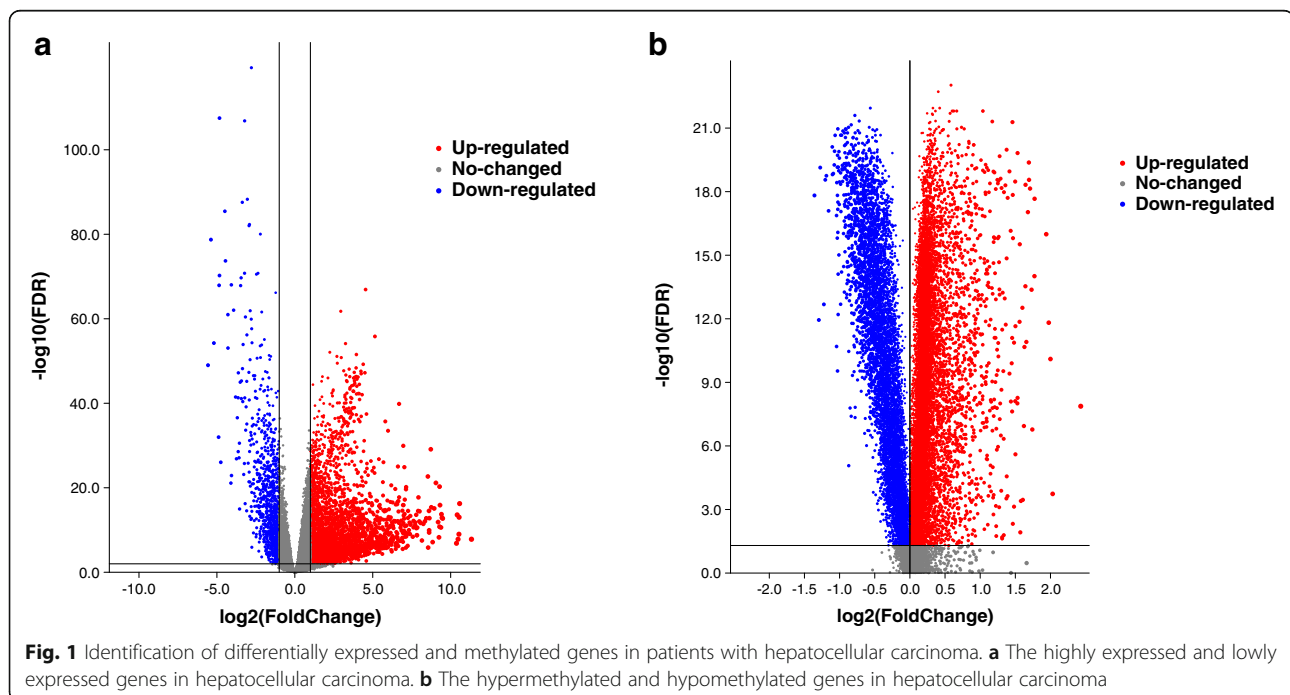 a
b
-log10(FDR)
100.0
80.0
60.0
40.0
20.0
0.0
-10.0 -5.0 0.0 5.0 10.0
log2(FoldChange)
Up-regulated
No-changed
Down-regulated
-log10(FDR)
21.0
18.0
15.0
12.0
9.0
6.0
3.0
0.0
-2.0 -1.5 -1.0 -0.5 0.0 0.5 1.0 1.5 2.0
log2(FoldChange)
Up-regulated
No-changed
Down-regulated
Fig. 1 Identification of differentially expressed and methylated genes in patients with hepatocellular carcinoma. a The highly expressed and lowly
expressed genes in hepatocellular carcinoma. b The hypermethylated and hypomethylated genes in hepatocellular carcinoma